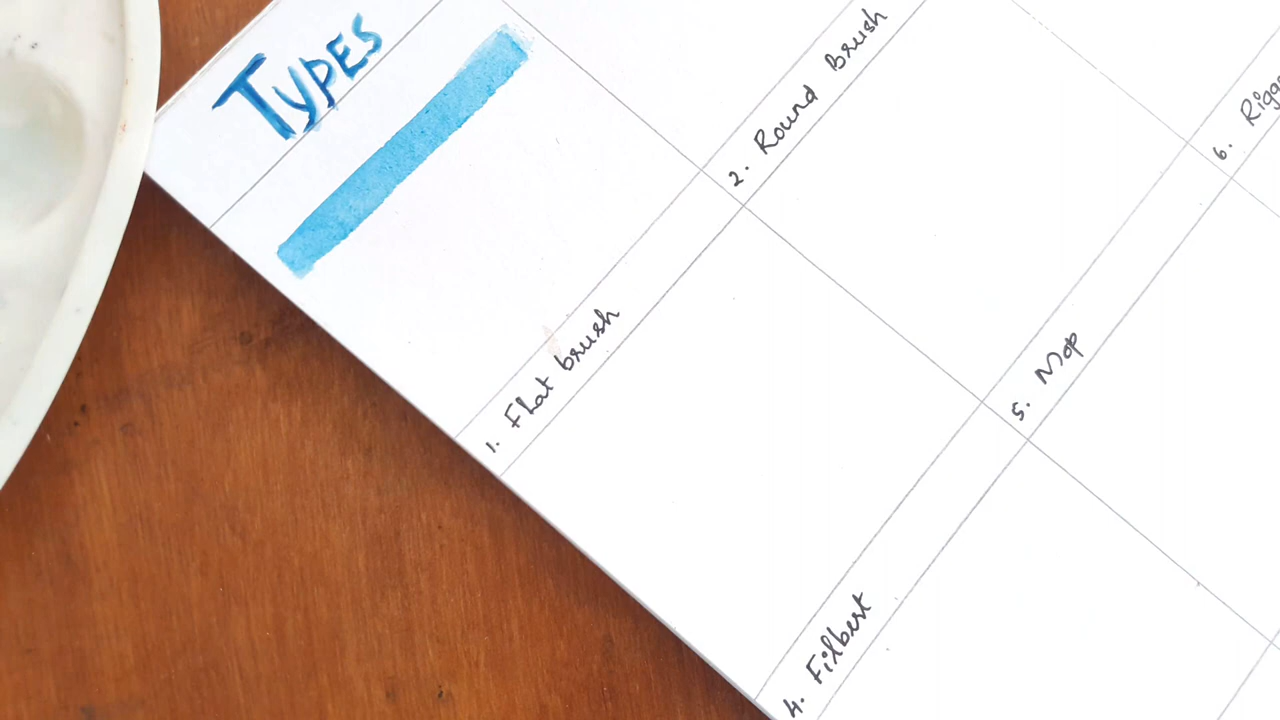 TYPES
1. Flat brush
2. Round Brush
4. Filbert
5. Mop
6.